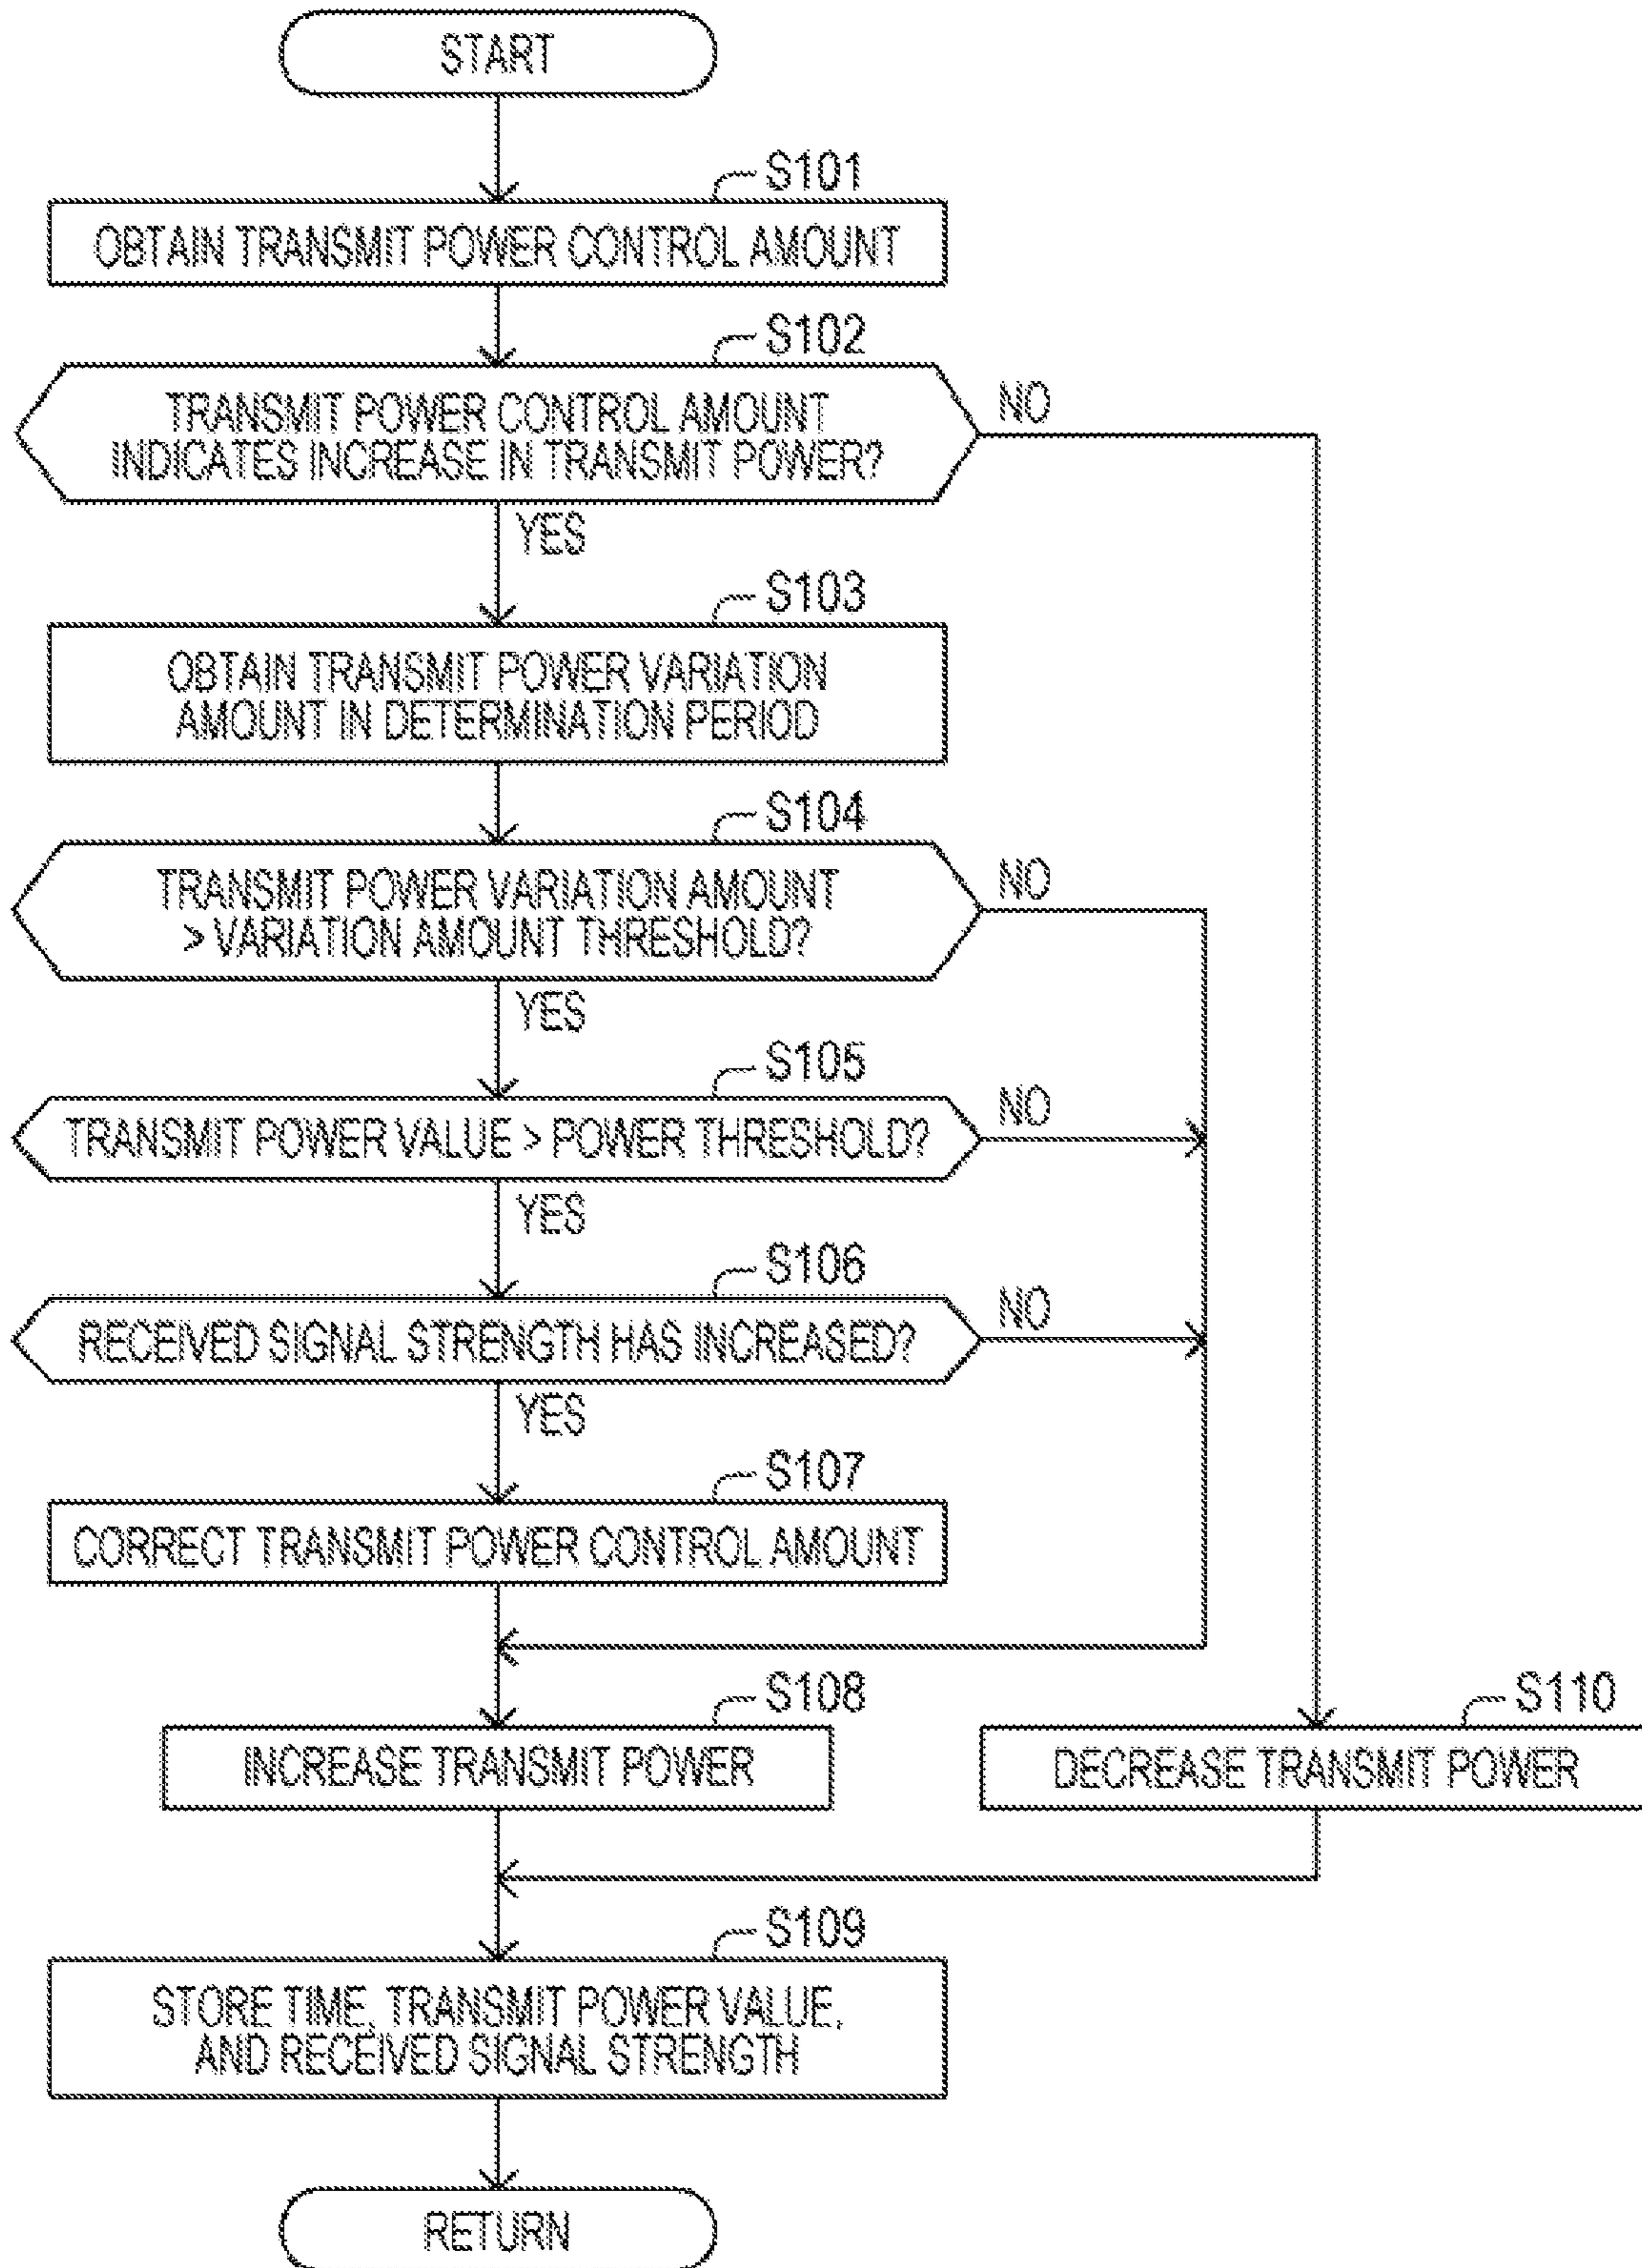 START
S101
OBTAIN TRANSMIT POWER CONTROL AMOUNT
S102
TRANSMIT POWER CONTROL AMOUNT
INDICATES INCREASE IN TRANSMIT POWER?
NO
YES
S103
OBTAIN TRANSMIT POWER VARIATION
AMOUNT IN DETERMINATION PERIOD
S104
TRANSMIT POWER VARIATION AMOUNT
> VARIATION AMOUNT THRESHOLD?
NO
YES
S105
TRANSMIT POWER VALUE > POWER THRESHOLD?
NO
YES
S106
RECEIVED SIGNAL STRENGTH HAS INCREASED?
NO
YES
S107
CORRECT TRANSMIT POWER CONTROL AMOUNT
S108
INCREASE TRANSMIT POWER
S110
DECREASE TRANSMIT POWER
S109
STORE TIME, TRANSMIT POWER VALUE,
AND RECEIVED SIGNAL STRENGTH
RETURN